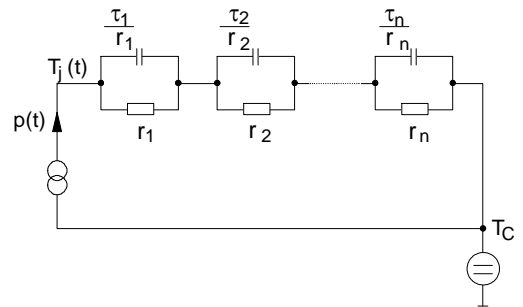 τ1/r1 τ2/r2 τn/rn
Tj(t)
r1 r2 rn
p(t)
TC